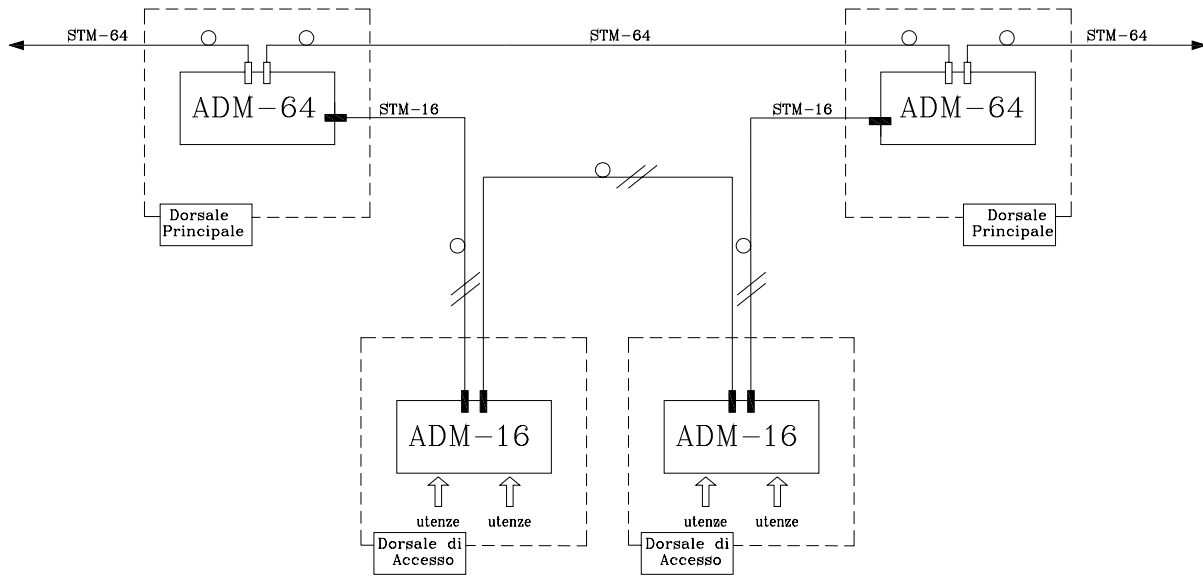 STM-64
STM-64
STM-64
ADM-64
STM-16
STM-16
ADM-64
Dorsale
Principale
Dorsale
Principale
ADM-16
ADM-16
utenze
utenze
utenze
utenze
Dorsale di
Accesso
Dorsale di
Accesso